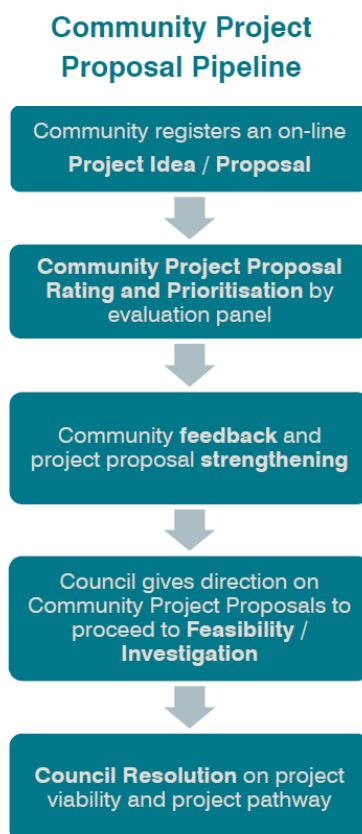 Community Project
Proposal Pipeline
Community registers an on-line
Project Idea / Proposal
Community Project Proposal
Rating and Prioritisation by
evaluation panel
Community feedback and
project proposal strengthening
Council gives direction on
Community Project Proposals to
proceed to Feasibility /
Investigation
Council Resolution on project
viability and project pathway